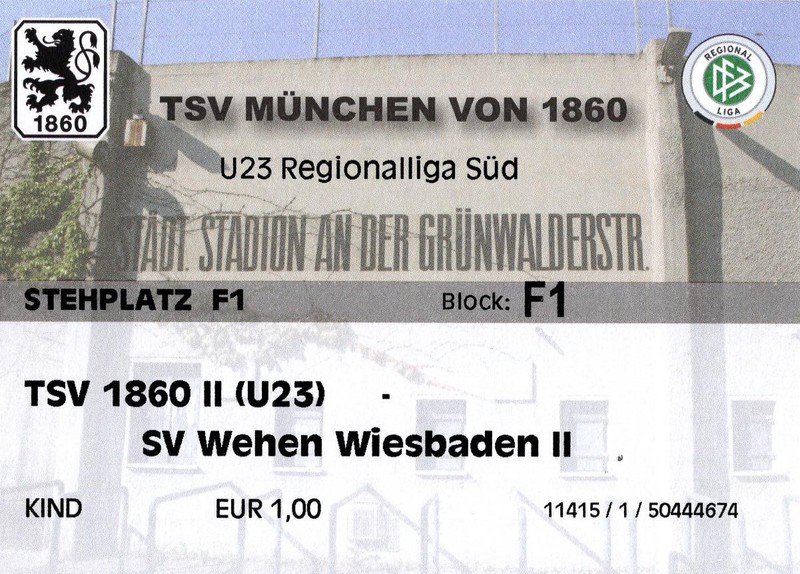 1860
TSV MÜNCHEN VON 1860
REGIONAL
DFB
LIGA
U23 Regionalliga Süd
STÄDT. STADION AN DER GRÜNWALDERSTR.
STEHPLATZ F1 Block: F1
TSV 1860 II (U23) -
SV Wehen Wiesbaden II
KIND EUR 1,00 11415 / 1 / 50444674